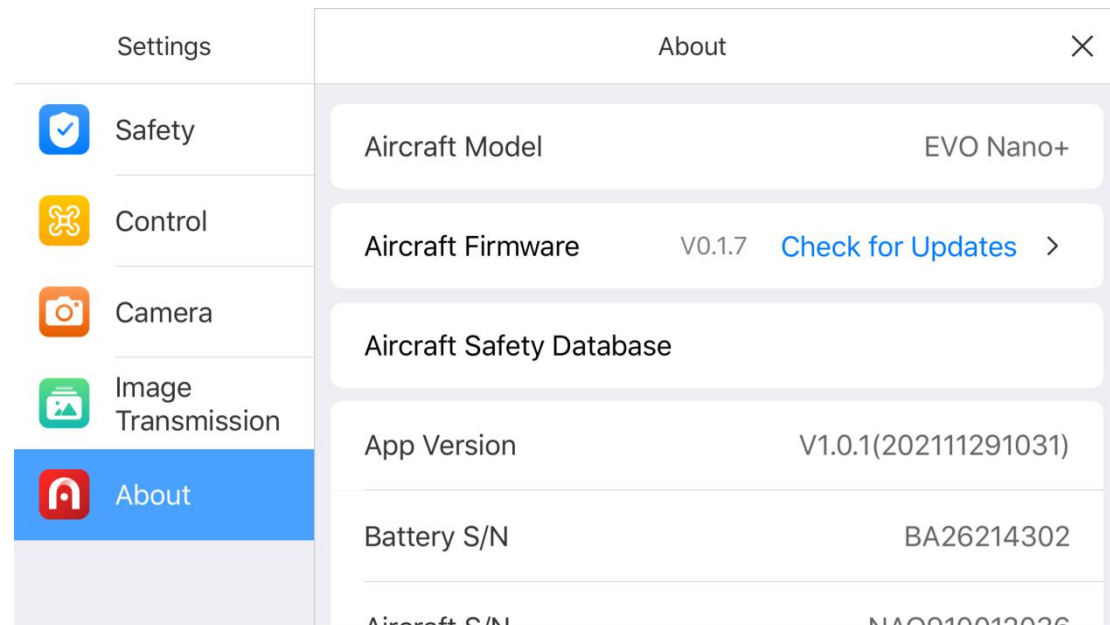 Settings
Safety
Control
Camera
Image
Transmission
About
About
Aircraft Model EVO Nano+
Aircraft Firmware V0.1.7 Check for Updates
Aircraft Safety Database
App Version V1.0.1(202111291031)
Battery S/N BA26214302
Aircraft S/N